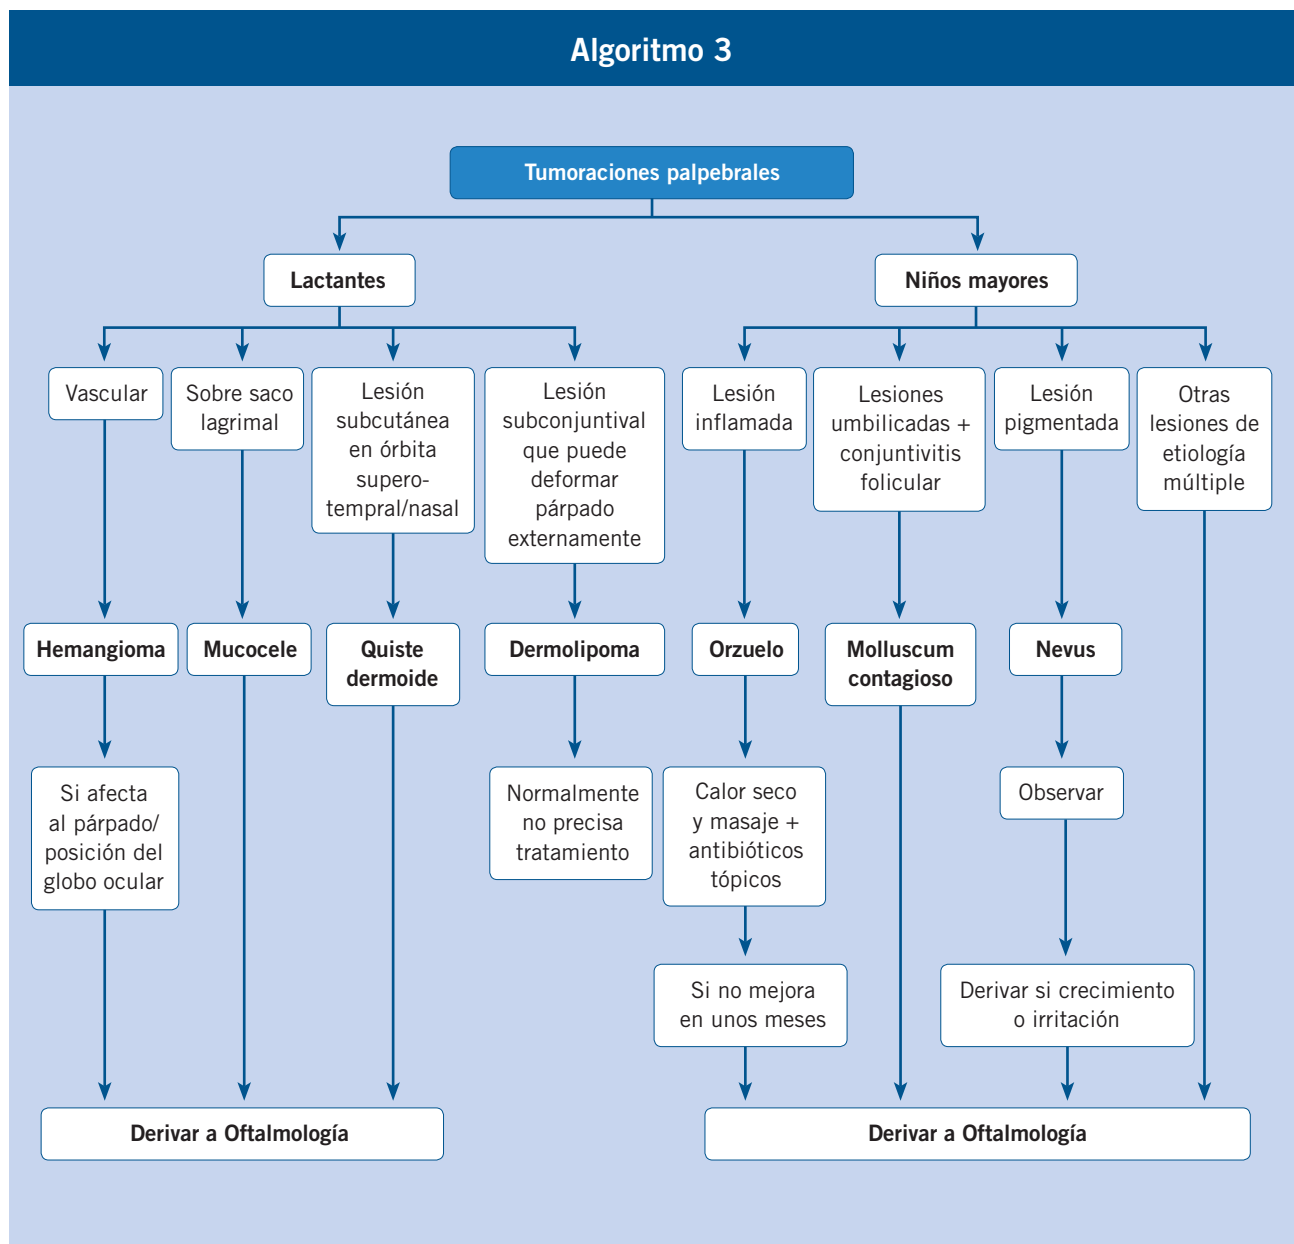 Algoritmo 3
Tumoraciones palpebrales
Lactantes
Niños mayores
Vascular
Sobre saco
lagrimal
Lesión
subcutánea
en órbita
supero-
tempral/nasal
Lesión
subconjuntival
que puede
deformar
párpado
externamente
Lesión
inflamada
Lesiones
umbilicadas +
conjuntivitis
folicular
Lesión
pigmentada
Otras
lesiones de
etiología
múltiple
Hemangioma
Mucocele
Quiste
dermoide
Dermolipoma
Orzuelo
Molluscum
contagioso
Nevus
Si afecta
al párpado/
posición del
globo ocular
Normalmente
no precisa
tratamiento
Calor seco
y masaje +
antibióticos
tópicos
Observar
Si no mejora
en unos meses
Derivar si crecimiento
o irritación
Derivar a Oftalmología
Derivar a Oftalmología